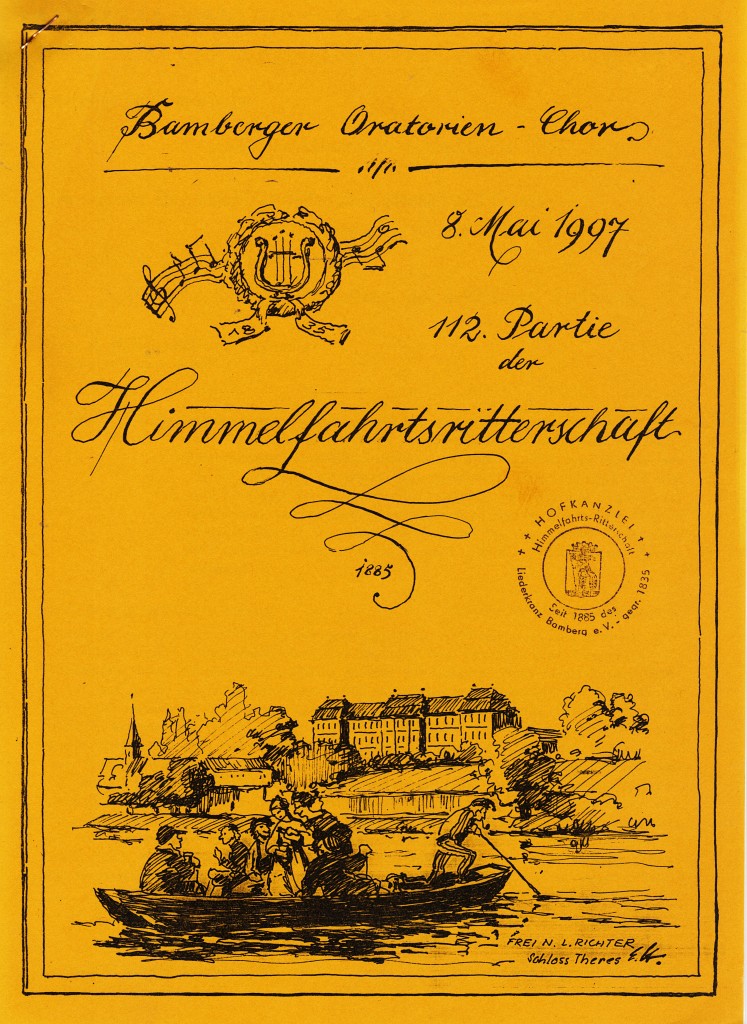 Bamberger Oratorien - Chor
8. Mai 1997
18 35
112. Partie
der
Himmelfahrtsritterschaft
1885
+ + HOFKANZLEI + +
Himmelfahrts-Ritterschaft
Seit 1885 des
Liederkranz Bamberg e.V. - gegr. 1835
FREI N. L. RICHTER
Schloss Theres